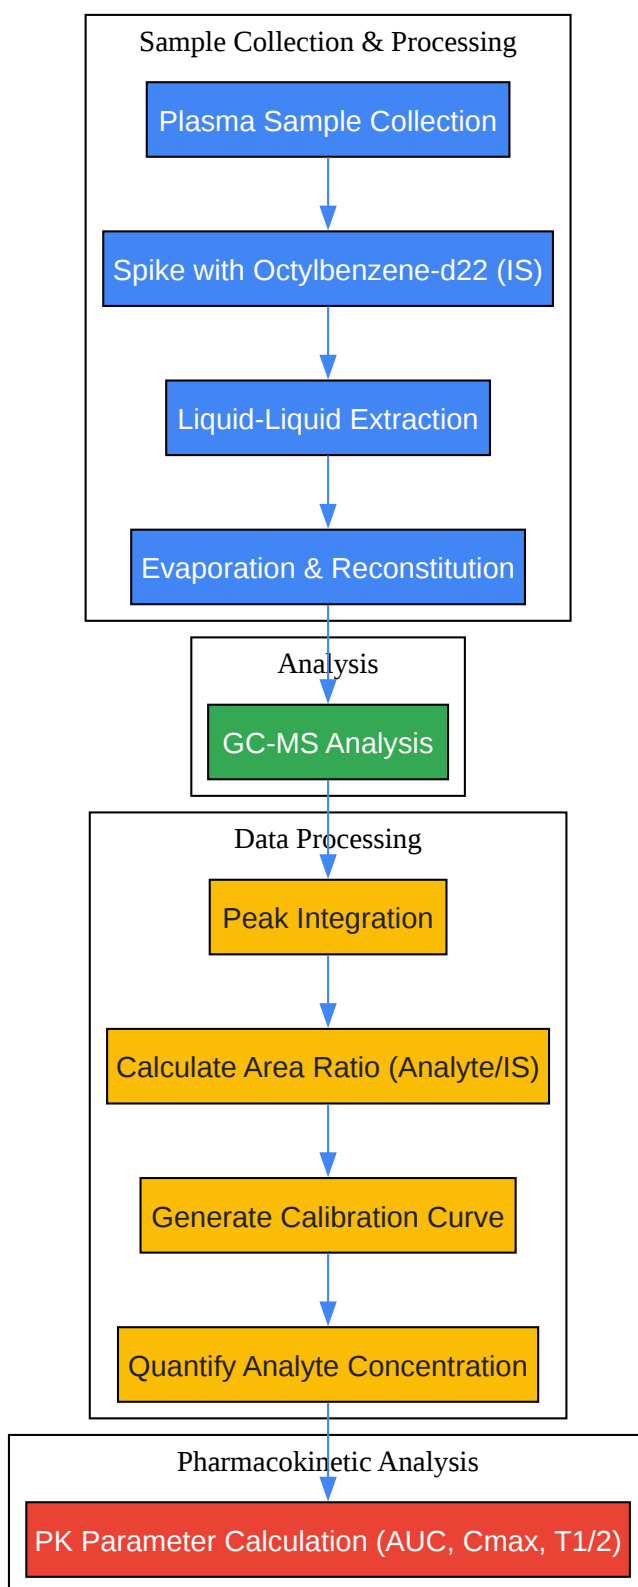 Sample Collection & Processing
Plasma Sample Collection
Spike with Octylbenzene-d22 (IS)
Liquid-Liquid Extraction
Evaporation & Reconstitution
Analysis
GC-MS Analysis
Data Processing
Peak Integration
Calculate Area Ratio (Analyte/IS)
Generate Calibration Curve
Quantify Analyte Concentration
Pharmacokinetic Analysis
PK Parameter Calculation (AUC, Cmax, T1/2)